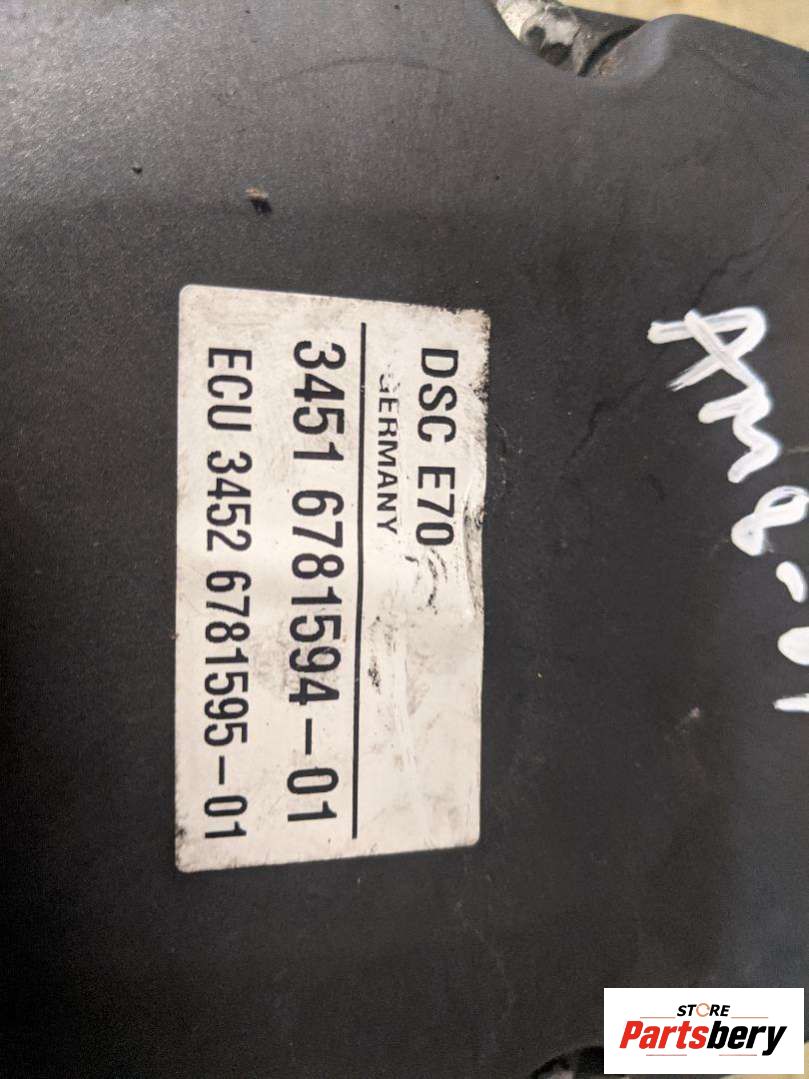 DSC E70
GERMANY
3451 6781594-01
ECU 3452 6781595-01
STORE
Partsbery